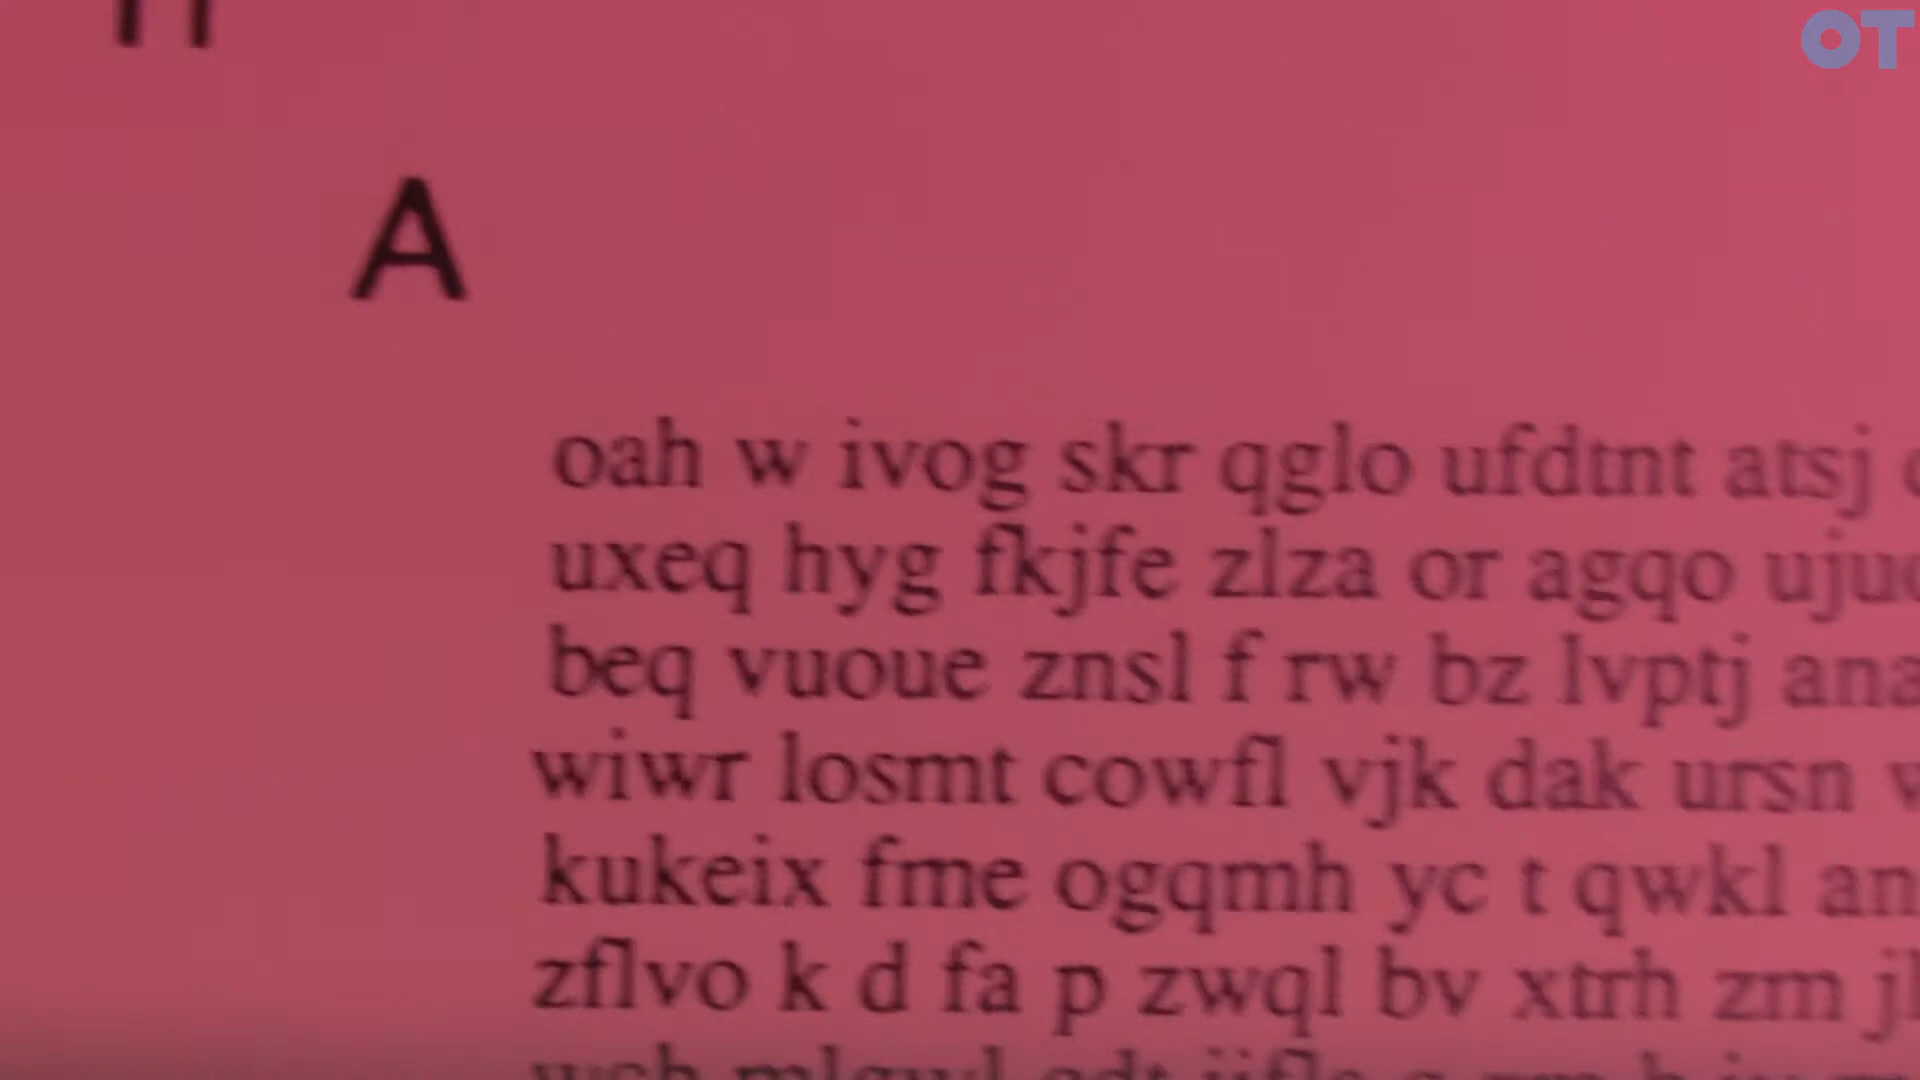 OT
A
oah w ivog skr qglo ufdtnt atsj
uxeq hyg fkjfe zlza or agqo
beq vuoue znsl f rw bz lvptj
wiwr losmt cowfl vjk dak ursn
kukeix fme ogqmh yc t qwkl
zflvo k d fa p zwql bv xtrh zm